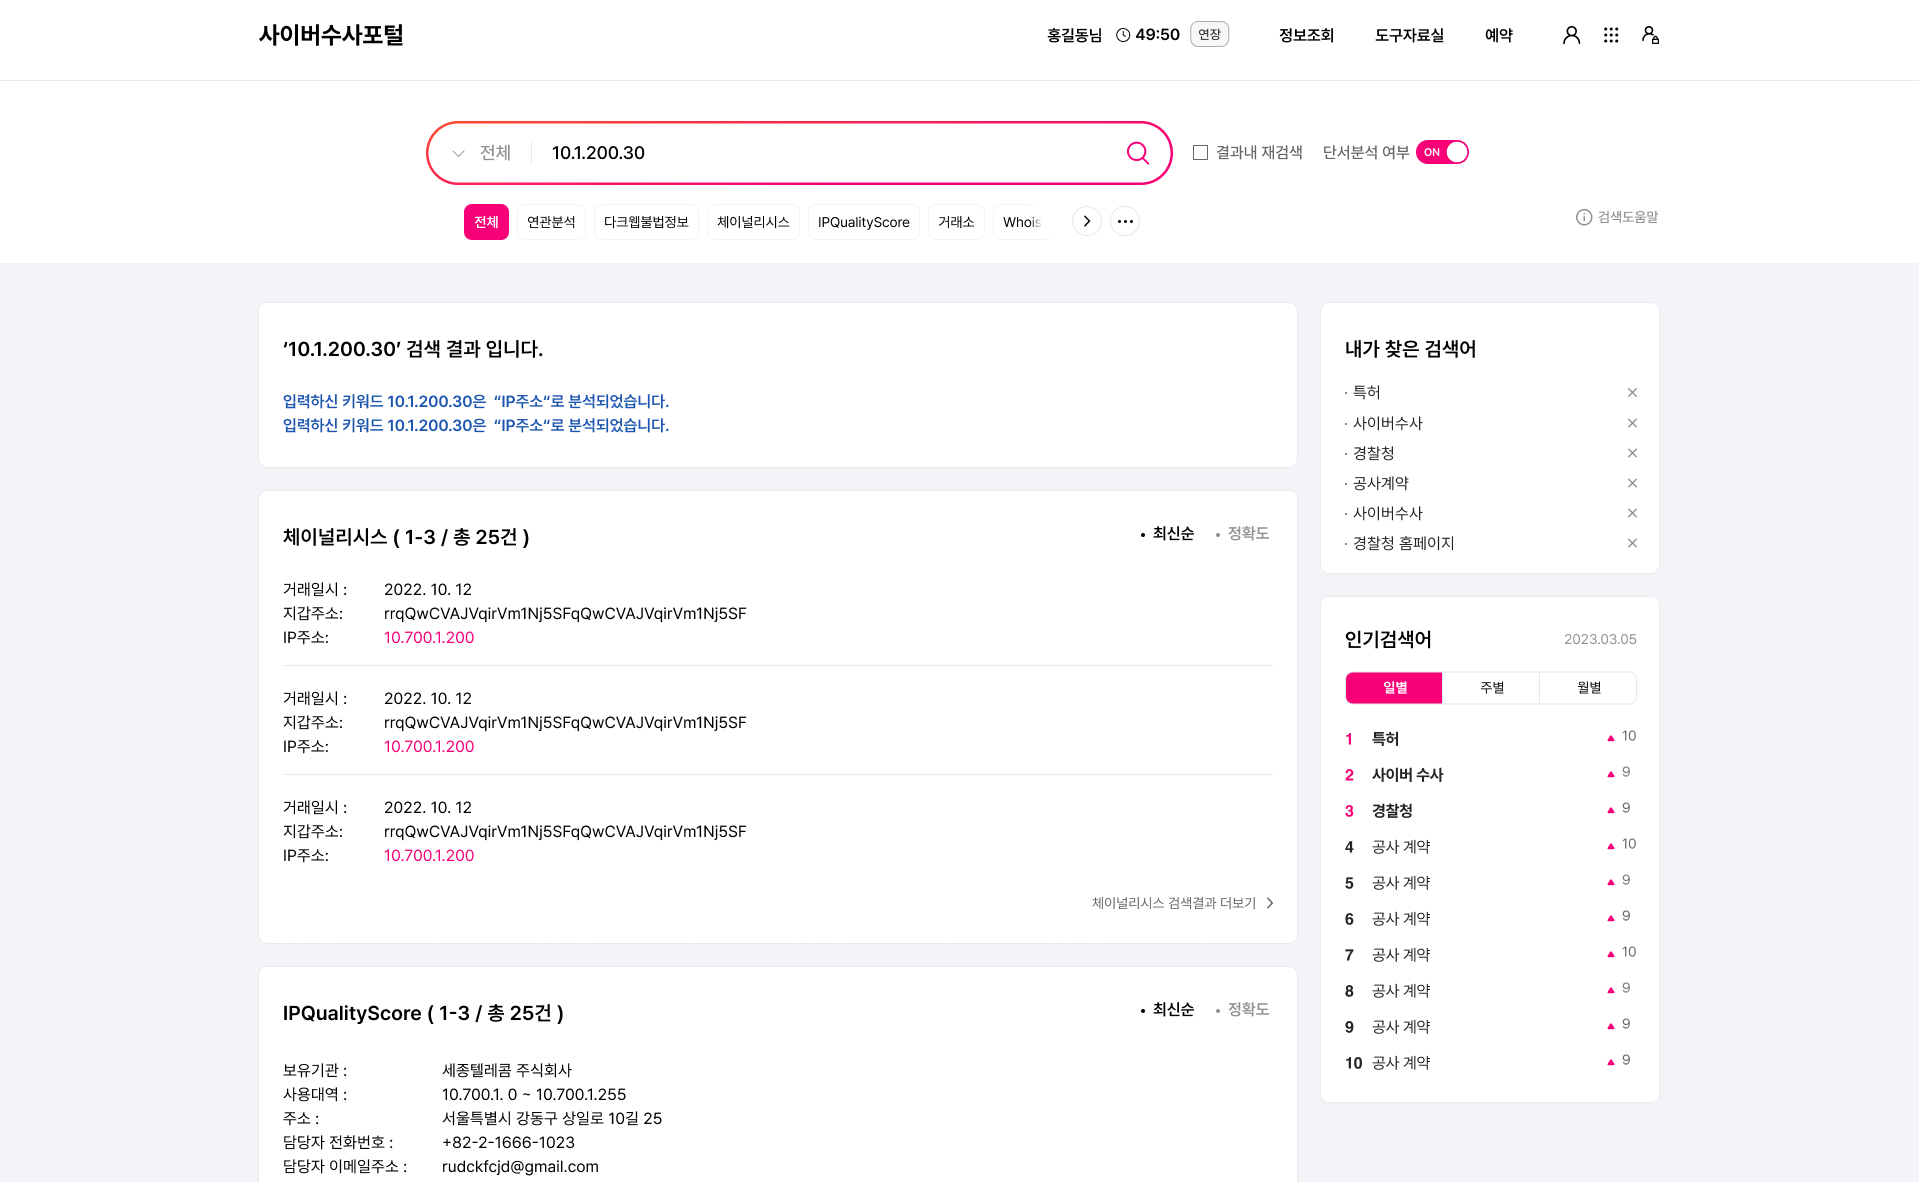 사이버수사포털
홍길동님 49:50 연장 정보조회 도구자료실 예약
전체 10.1.200.30 결과내 재검색 단서분석 여부 ON
전체 연관분석 다크웹불법정보 체이널리시스 IPQualityScore 거래소 Whois
검색도움말
‘10.1.200.30’ 검색 결과 입니다.
입력하신 키워드 10.1.200.30은 “IP주소“로 분석되었습니다.
입력하신 키워드 10.1.200.30은 “IP주소“로 분석되었습니다.
체이널리시스 ( 1-3 / 총 25건 )
• 최신순 • 정확도
거래일시 : 2022. 10. 12
지갑주소: rrqQwCVAJVqirVm1Nj5SFqQwCVAJVqirVm1Nj5SF
IP주소: 10.700.1.200
거래일시 : 2022. 10. 12
지갑주소: rrqQwCVAJVqirVm1Nj5SFqQwCVAJVqirVm1Nj5SF
IP주소: 10.700.1.200
거래일시 : 2022. 10. 12
지갑주소: rrqQwCVAJVqirVm1Nj5SFqQwCVAJVqirVm1Nj5SF
IP주소: 10.700.1.200
체이널리시스 검색결과 더보기
IPQualityScore ( 1-3 / 총 25건 )
• 최신순 • 정확도
보유기관 : 세종텔레콤 주식회사
사용대역 : 10.700.1. 0 ~ 10.700.1.255
주소 : 서울특별시 강동구 상일로 10길 25
담당자 전화번호 : +82-2-1666-1023
담당자 이메일주소 : rudckfcjd@gmail.com
내가 찾은 검색어
· 특허
· 사이버수사
· 경찰청
· 공사계약
· 사이버수사
· 경찰청 홈페이지
인기검색어 2023.03.05
일별 주별 월별
1 특허 ▲ 10
2 사이버 수사 ▲ 9
3 경찰청 ▲ 9
4 공사 계약 ▲ 10
5 공사 계약 ▲ 9
6 공사 계약 ▲ 9
7 공사 계약 ▲ 10
8 공사 계약 ▲ 9
9 공사 계약 ▲ 9
10 공사 계약 ▲ 9